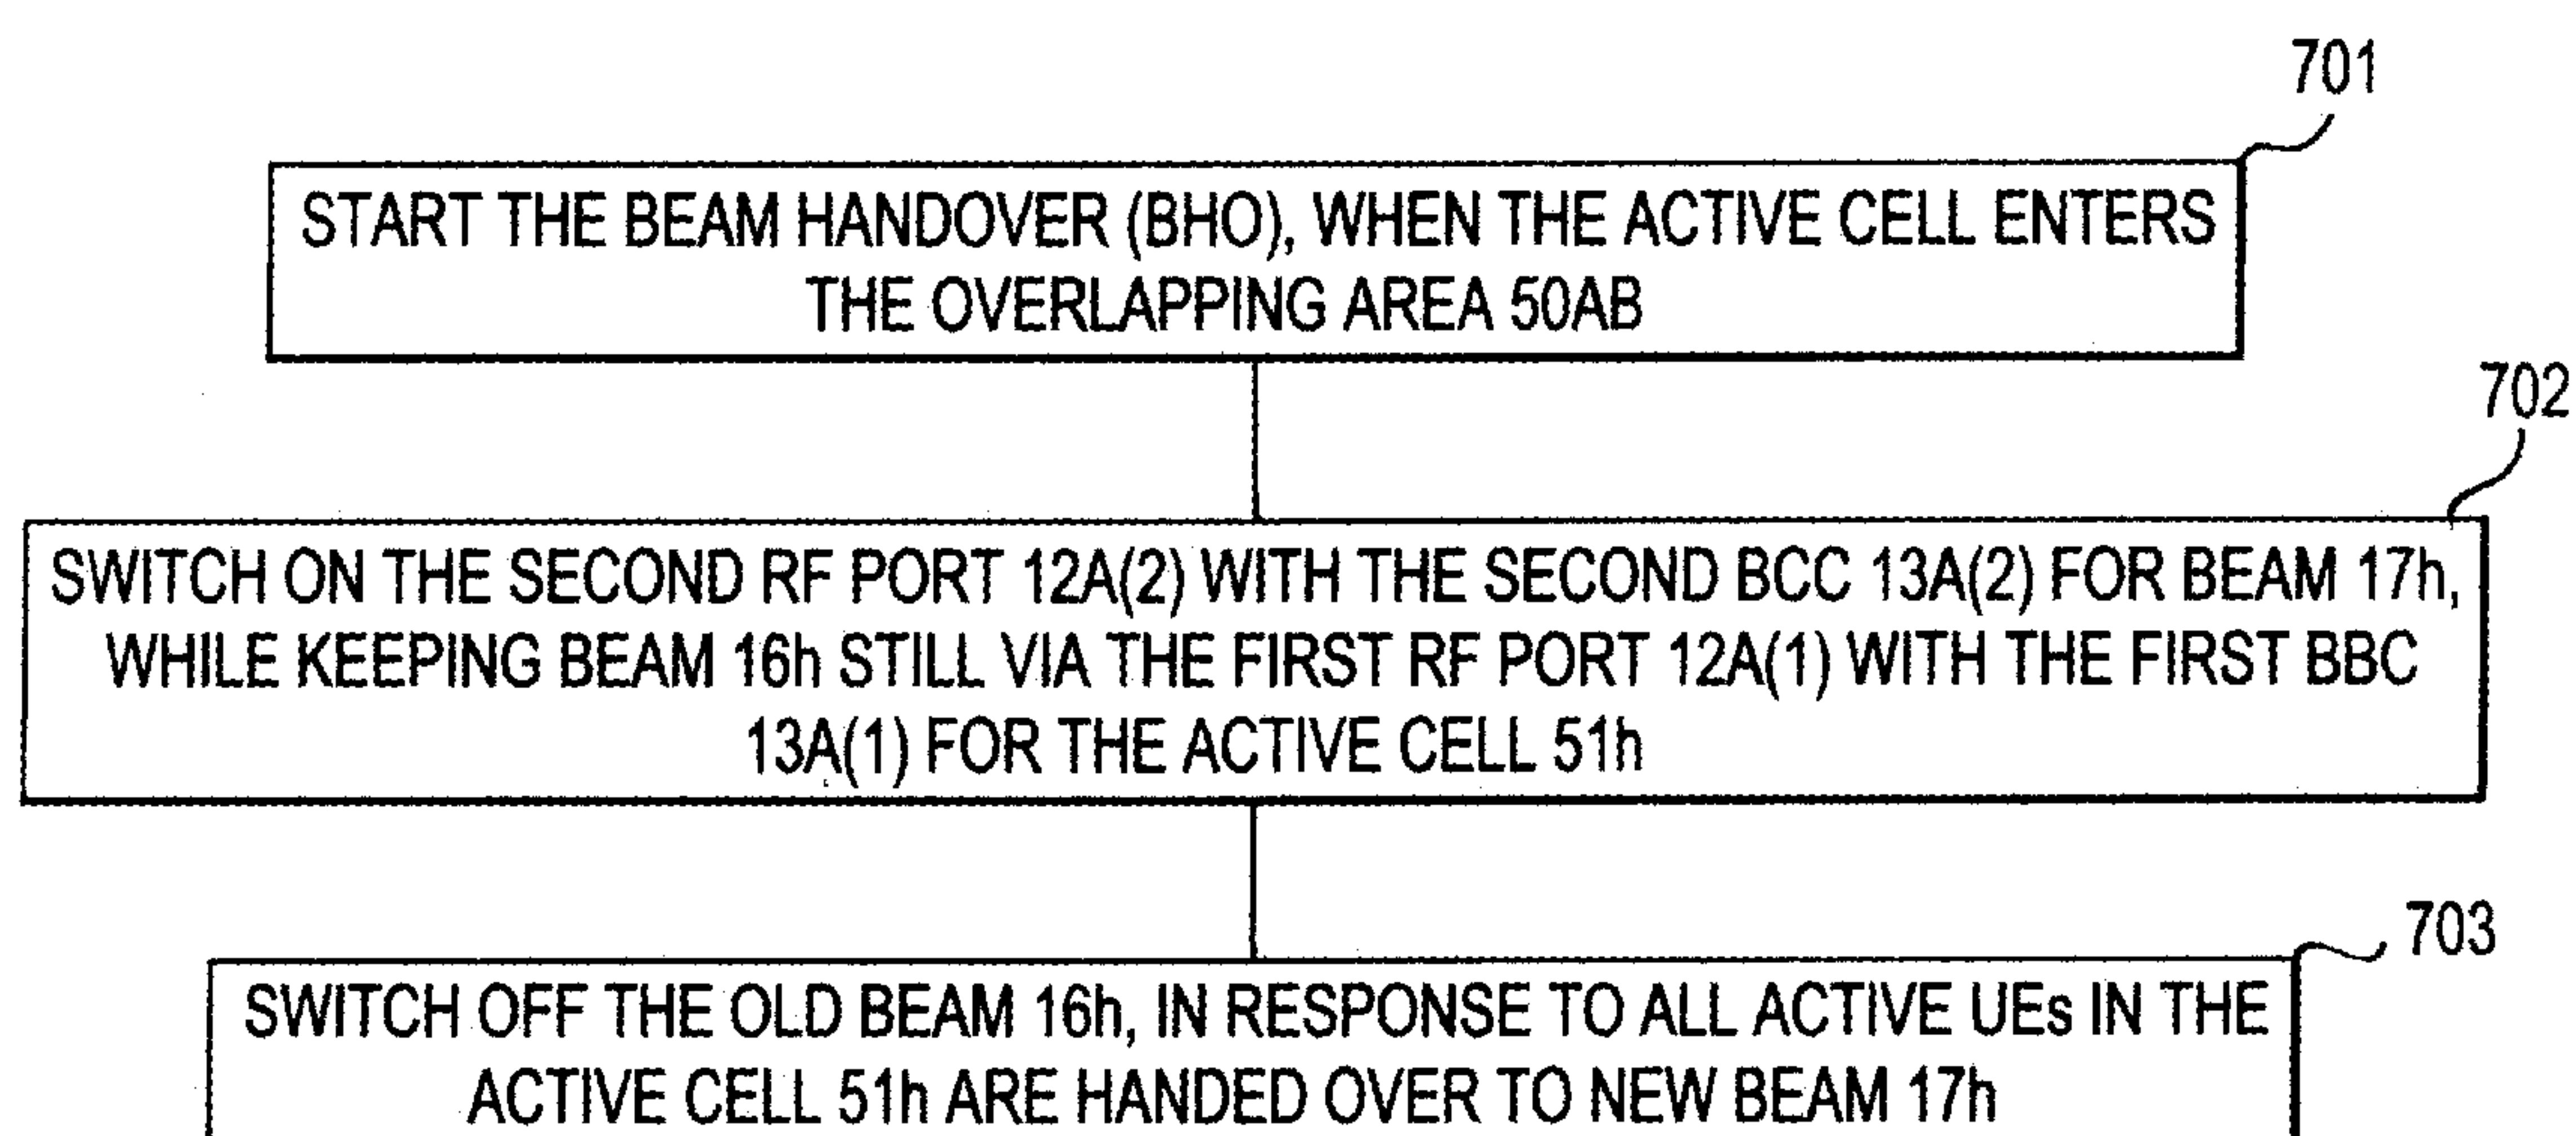 701
START THE BEAM HANDOVER (BHO), WHEN THE ACTIVE CELL ENTERS
THE OVERLAPPING AREA 50AB
702
SWITCH ON THE SECOND RF PORT 12A(2) WITH THE SECOND BCC 13A(2) FOR BEAM 17h,
WHILE KEEPING BEAM 16h STILL VIA THE FIRST RF PORT 12A(1) WITH THE FIRST BBC
13A(1) FOR THE ACTIVE CELL 51h
703
SWITCH OFF THE OLD BEAM 16h, IN RESPONSE TO ALL ACTIVE UEs IN THE
ACTIVE CELL 51h ARE HANDED OVER TO NEW BEAM 17h